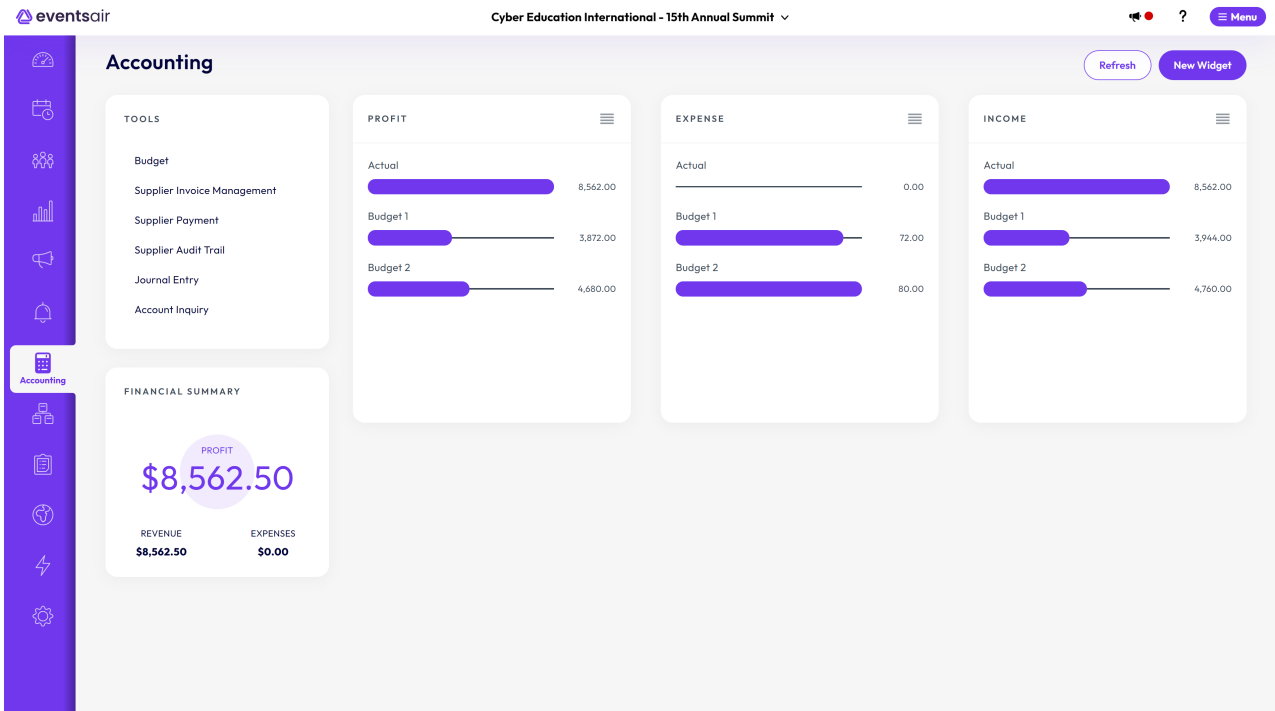 eventsair
Cyber Education International - 15th Annual Summit
?
Menu
Accounting
Refresh
New Widget
TOOLS
Budget
Supplier Invoice Management
Supplier Payment
Supplier Audit Trail
Journal Entry
Account Inquiry
PROFIT
Actual
8,562.00
Budget 1
3,872.00
Budget 2
4,680.00
EXPENSE
Actual
0.00
Budget 1
72.00
Budget 2
80.00
INCOME
Actual
8,562.00
Budget 1
3,944.00
Budget 2
4,760.00
Accounting
FINANCIAL SUMMARY
PROFIT
$8,562.50
REVENUE
$8,562.50
EXPENSES
$0.00